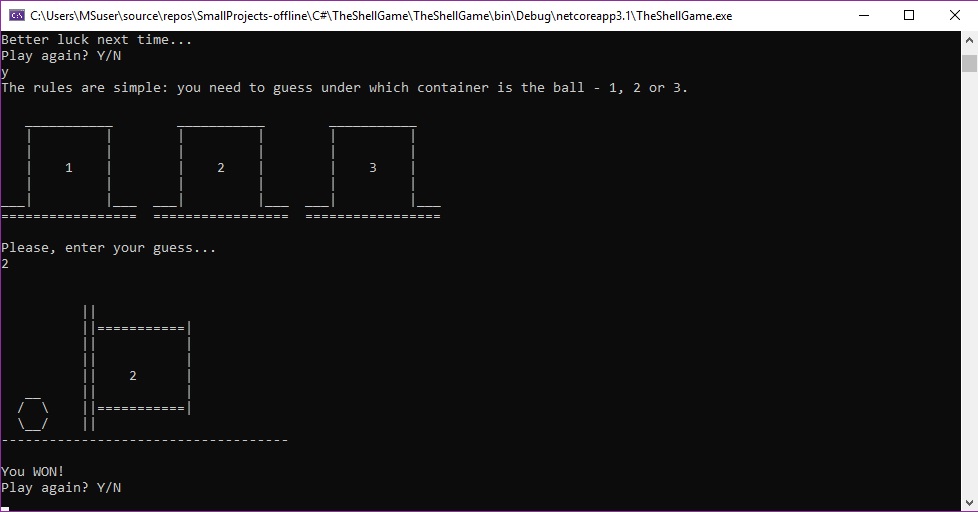 C:\Users\MSuser\source\repos\SmallProjects-offline\C#\TheShellGame\TheShellGame\bin\Debug\netcoreapp3.1\TheShellGame.exe
Better luck next time...
Play again? Y/N
y
The rules are simple: you need to guess under which container is the ball - 1, 2 or 3.
1 2 3
Please, enter your guess...
2
2
You WON!
Play again? Y/N